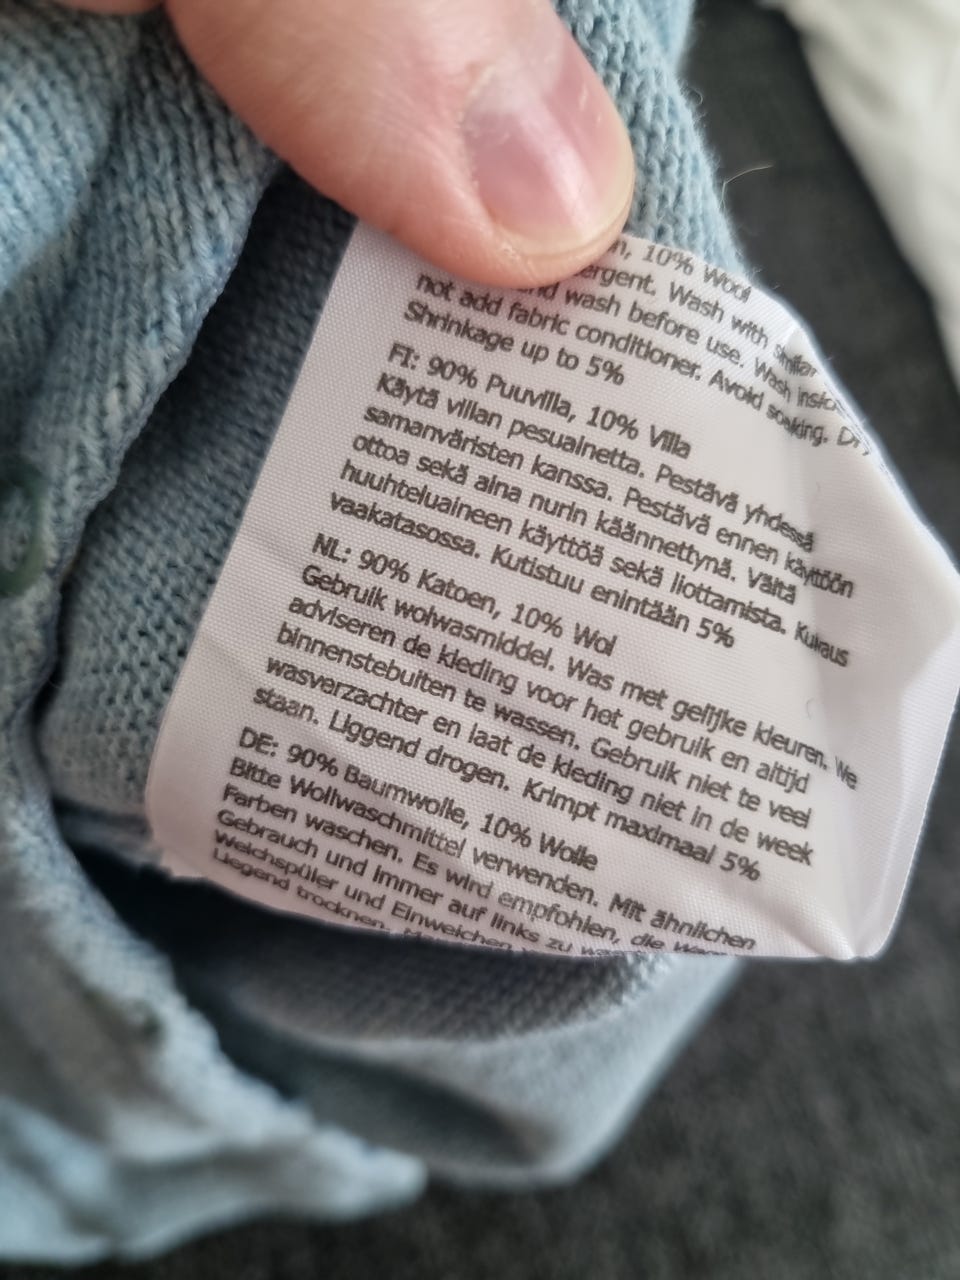 10% Wool
Wash with similar
wash before use. Wash inside
not add fabric conditioner. Avoid soaking. Dry
Shrinkage up to 5%
FI: 90% Puuvilla, 10% Villa
Käytä villan pesuainetta. Pestävä yhdessä
samanväristen kanssa. Pestävä ennen käyttöön
ottoa sekä aina nurin käännettynä. Vältä
huuhteluaineen käyttöä sekä liottamista. Kuivaus
vaakatasossa. Kutistuu enintään 5%
NL: 90% Katoen, 10% Wol
Gebruik wolwasmiddel. Was met gelijke kleuren. We
adviseren de kleding voor het gebruik en altijd
binnenstebuiten te wassen. Gebruik niet te veel
wasverzachter en laat de kleding niet in de week
staan. Liggend drogen. Krimpt maximaal 5%
DE: 90% Baumwolle, 10% Wolle
Bitte Wollwaschmittel verwenden. Mit ähnlichen
Farben waschen. Es wird empfohlen, die
Gebrauch und immer auf links zu
Weichspüler und Einweichen
Liegend trocknen.